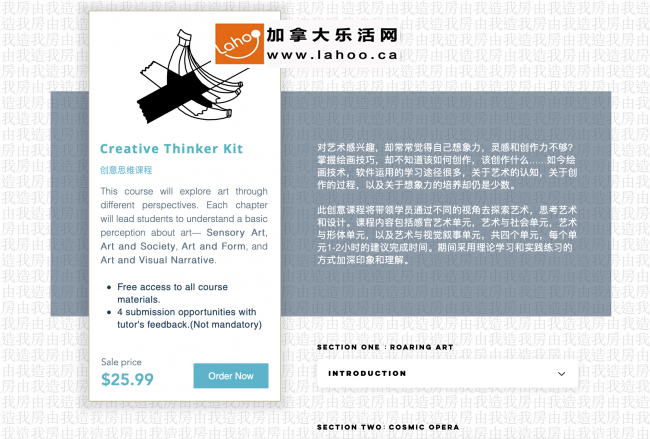 Lahoo
加拿大乐活网
www.lahoo.ca
Creative Thinker Kit
创意思维课程
This course will explore art through
different perspectives. Each chapter
will lead students to understand a basic
perception about art— Sensory Art,
Art and Society, Art and Form, and
Art and Visual Narrative.
Free access to all course
materials.
4 submission opportunities with
tutor's feedback.(Not mandatory)
Sale price
$25.99
Order Now
对艺术感兴趣，却常常觉得自己想象力，灵感和创作力不够？
掌握绘画技巧，却不知道该如何创作，该创作什么……如今绘
画技术，软件运用的学习途径很多，关于艺术的认知，关于创
作的过程，以及关于想象力的培养却仍是少数。
此创意课程将带领学员通过不同的视角去探索艺术，思考艺术
和设计。课程内容包括感官艺术单元，艺术与社会单元，艺术
与形体单元，以及艺术与视觉叙事单元，共四个单元，每个单
元1-2小时的建议完成时间。期间采用理论学习和实践练习的
方式加深印象和理解。
SECTION ONE : ROARING ART
INTRODUCTION
SECTION TWO: COSMIC OPERA